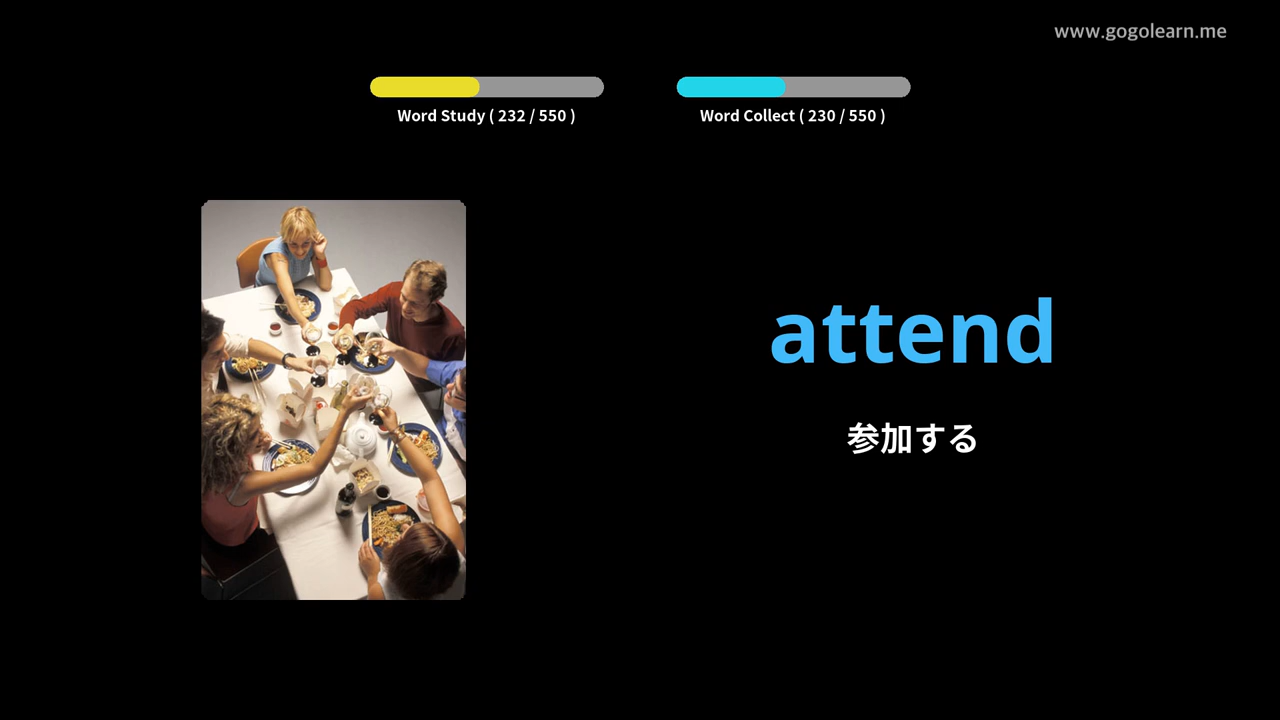 www.gogolearn.me
Word Study ( 232 / 550 )
Word Collect ( 230 / 550 )
attend
参加する